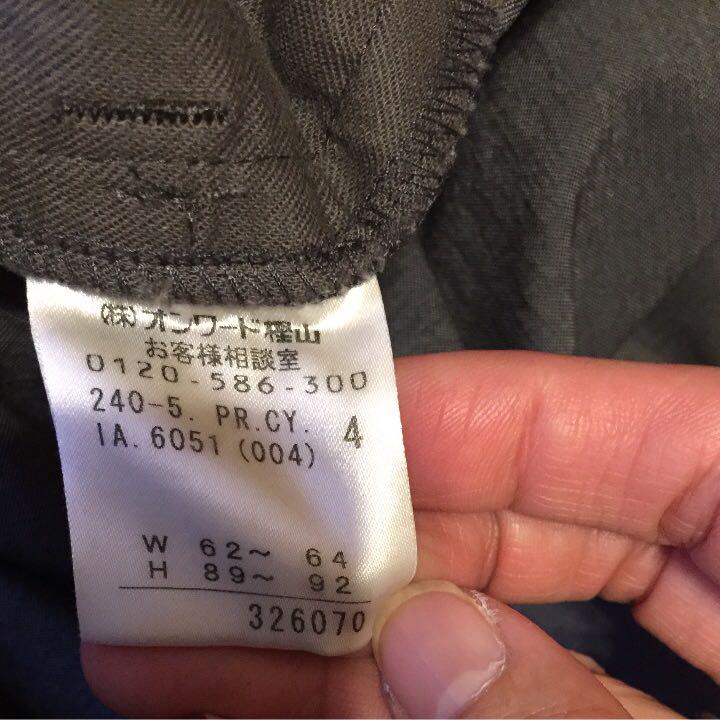 (株)オンワード樫山
お客様相談室
0120-586-300
240-5. PR.CY. 4
IA.6051(004)
W 62~ 64
H 89~ 92
326070